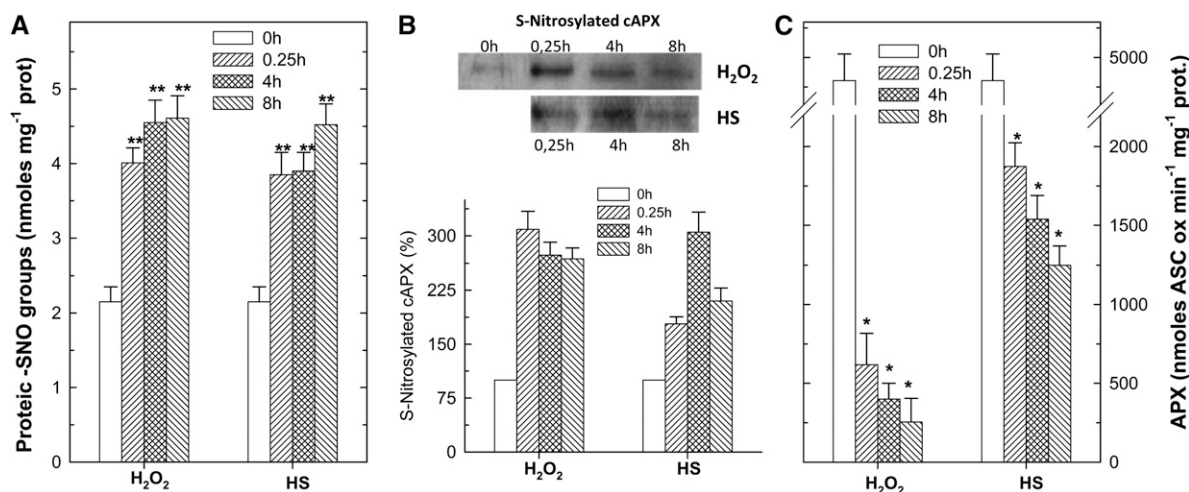 A
Proteic -SNO groups (nmoles mg⁻¹ prot)
5
4
3
2
1
0
0h
0.25h
4h
8h
**
**
**
**
**
**
H₂O₂
HS
B
S-Nitrosylated cAPX
0h
0,25h
4h
8h
H₂O₂
HS
0,25h
4h
8h
S-Nitrosylated cAPX (%)
300
225
150
75
0
0h
0.25h
4h
8h
H₂O₂
HS
C
0h
0.25h
4h
8h
*
*
*
*
*
*
5000
2000
1500
1000
500
0
APX (nmoles ASC ox min⁻¹ mg⁻¹ prot.)
H₂O₂
HS